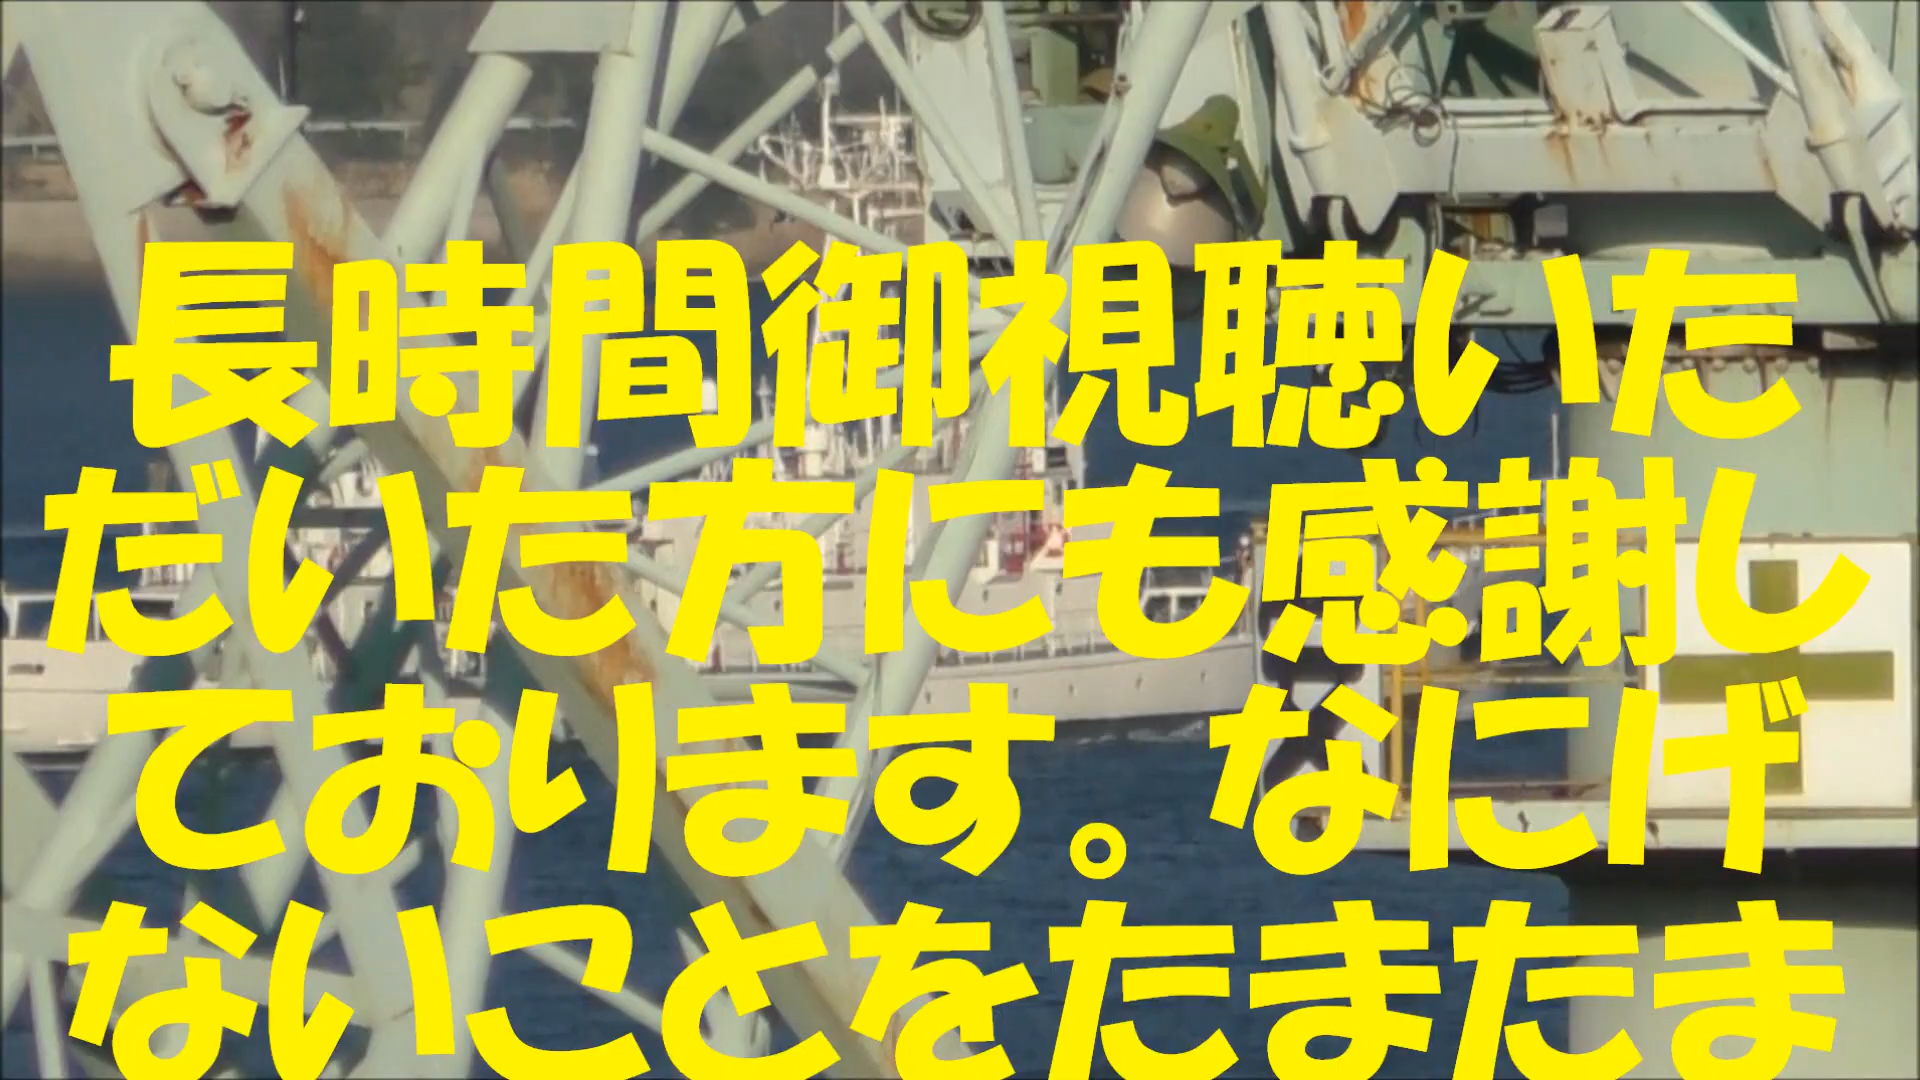 長時間御視聴いた
だいた方にも感謝し
ております。なにげ
ないことをたまたま